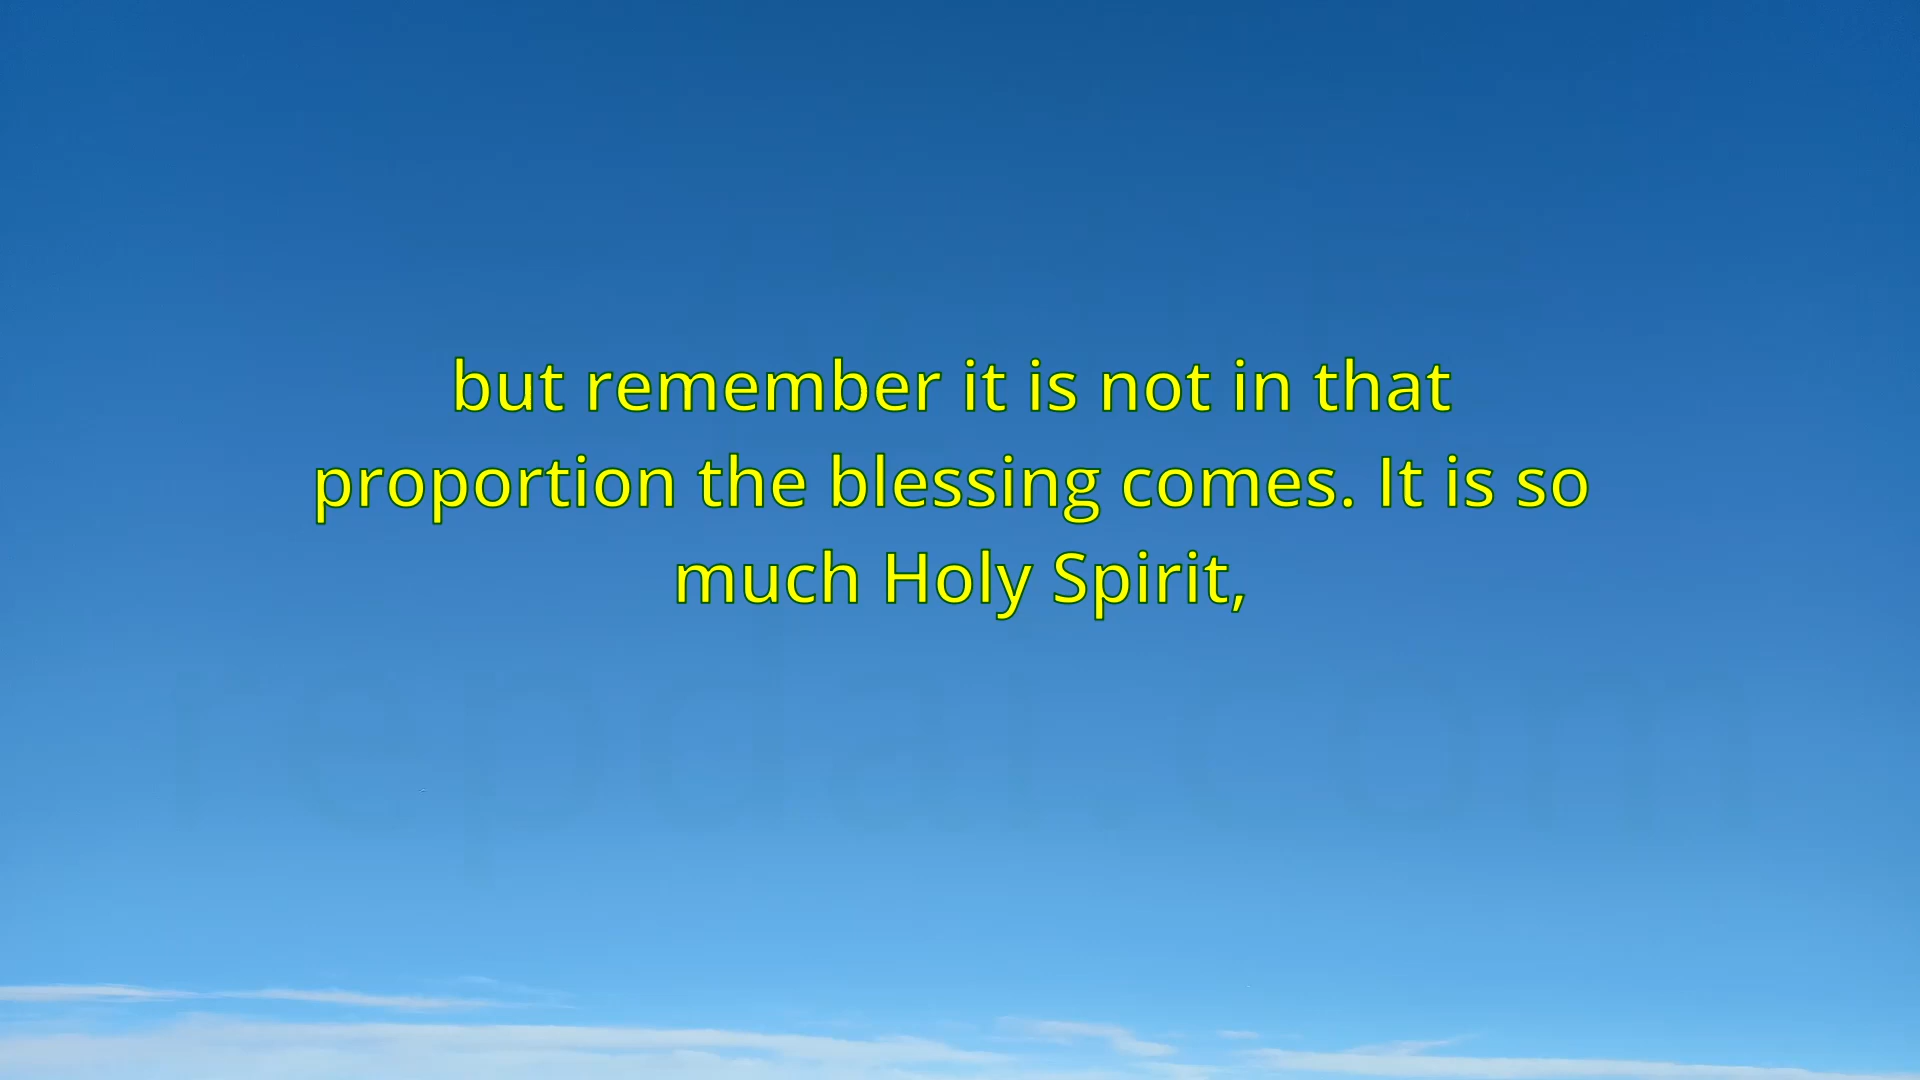 but remember it is not in that
proportion the blessing comes. It is so
much Holy Spirit,